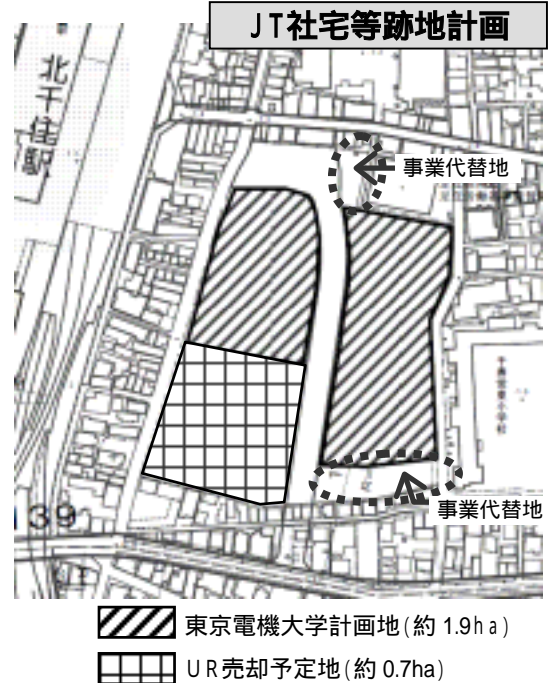 JT社宅等跡地計画
北千住駅
事業代替地
事業代替地
139
東京電機大学計画地(約1.9ha)
UR売却予定地(約0.7ha)